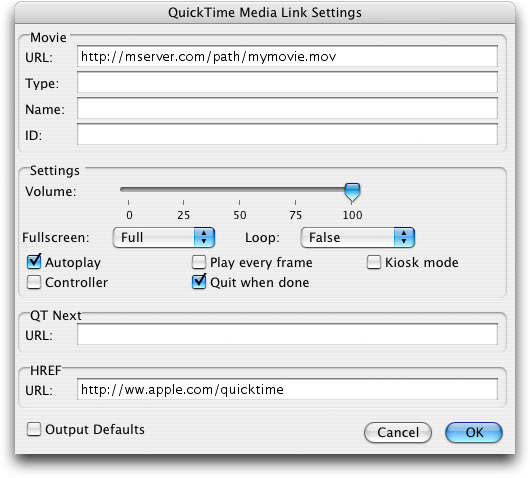 QuickTime Media Link Settings
Movie
URL: http://mserver.com/path/mymovie.mov
Type:
Name:
ID:
Settings
Volume:
0 25 50 75 100
Fullscreen: Full Loop: False
Autoplay Play every frame Kiosk mode
Controller Quit when done
QT Next
URL:
HREF
URL: http://ww.apple.com/quicktime
Output Defaults Cancel OK